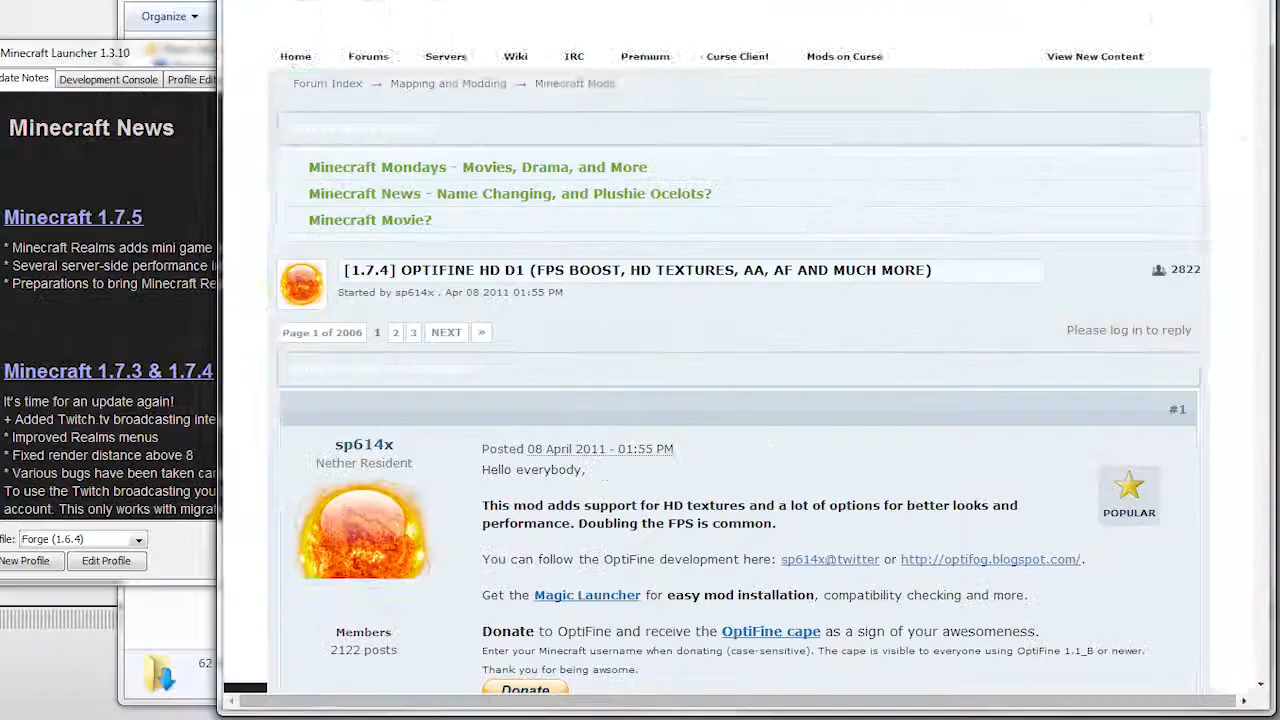 Organize
Minecraft Launcher 1.3.10
date Notes
Development Console
Profile Edit
Minecraft News
Minecraft 1.7.5
* Minecraft Realms adds mini game
* Several server-side performance i
* Preparations to bring Minecraft Re
Minecraft 1.7.3 & 1.7.4
It's time for an update again!
+ Added Twitch.tv broadcasting inte
* Improved Realms menus
* Fixed render distance above 8
* Various bugs have been taken car
To use the Twitch broadcasting you
account. This only works with migrat
file: Forge (1.6.4)
New Profile
Edit Profile
62
Home Forums Servers Wiki IRC Premium Curse Client Mods on Curse View New Content
Forum Index → Mapping and Modding → Minecraft Mods
Minecraft Mondays - Movies, Drama, and More
Minecraft News - Name Changing, and Plushie Ocelots?
Minecraft Movie?
[1.7.4] OPTIFINE HD D1 (FPS BOOST, HD TEXTURES, AA, AF AND MUCH MORE)
2822
Started by sp614x . Apr 08 2011 01:55 PM
Page 1 of 2006 1 2 3 NEXT »
Please log in to reply
#1
sp614x
Nether Resident
Members
2122 posts
Posted 08 April 2011 - 01:55 PM
Hello everybody,
This mod adds support for HD textures and a lot of options for better looks and
performance. Doubling the FPS is common.
POPULAR
You can follow the OptiFine development here: sp614x@twitter or http://optifog.blogspot.com/.
Get the Magic Launcher for easy mod installation, compatibility checking and more.
Donate to OptiFine and receive the OptiFine cape as a sign of your awesomeness.
Enter your Minecraft username when donating (case-sensitive). The cape is visible to everyone using OptiFine 1.1_B or newer.
Thank you for being awsome.
Donate